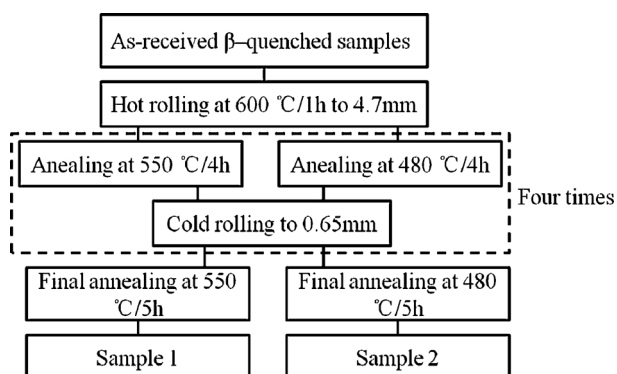 As-received β–quenched samples
Hot rolling at 600 ℃/1h to 4.7mm
Anealing at 550 ℃/4h
Anealing at 480 ℃/4h
Four times
Cold rolling to 0.65mm
Final annealing at 550
℃/5h
Final annealing at 480
℃/5h
Sample 1
Sample 2